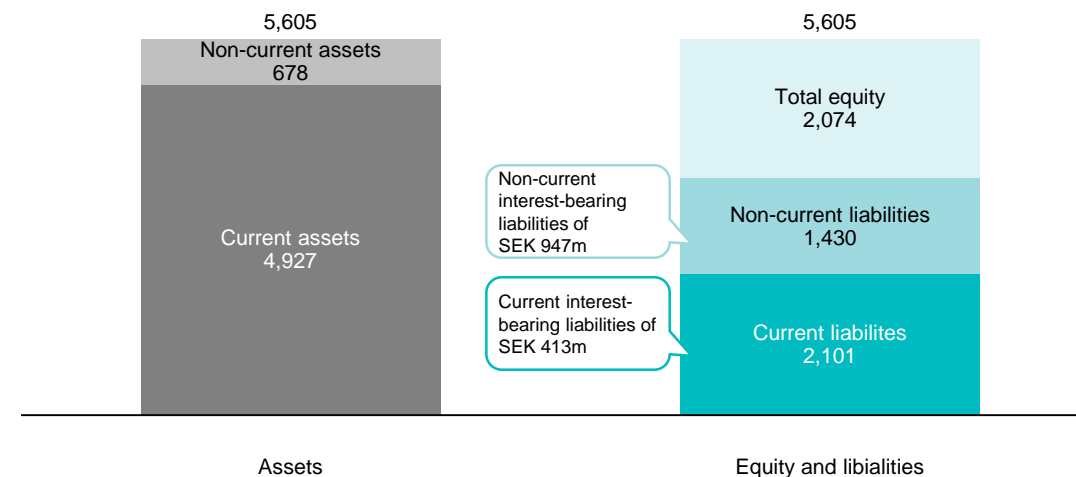 5,605
Non-current assets
678
Current assets
4,927
Assets
5,605
Total equity
2,074
Non-current
interest-bearing
liabilities of
SEK 947m
Non-current liabilities
1,430
Current interest-
bearing liabilities of
SEK 413m
Current liabilites
2,101
Equity and libialities